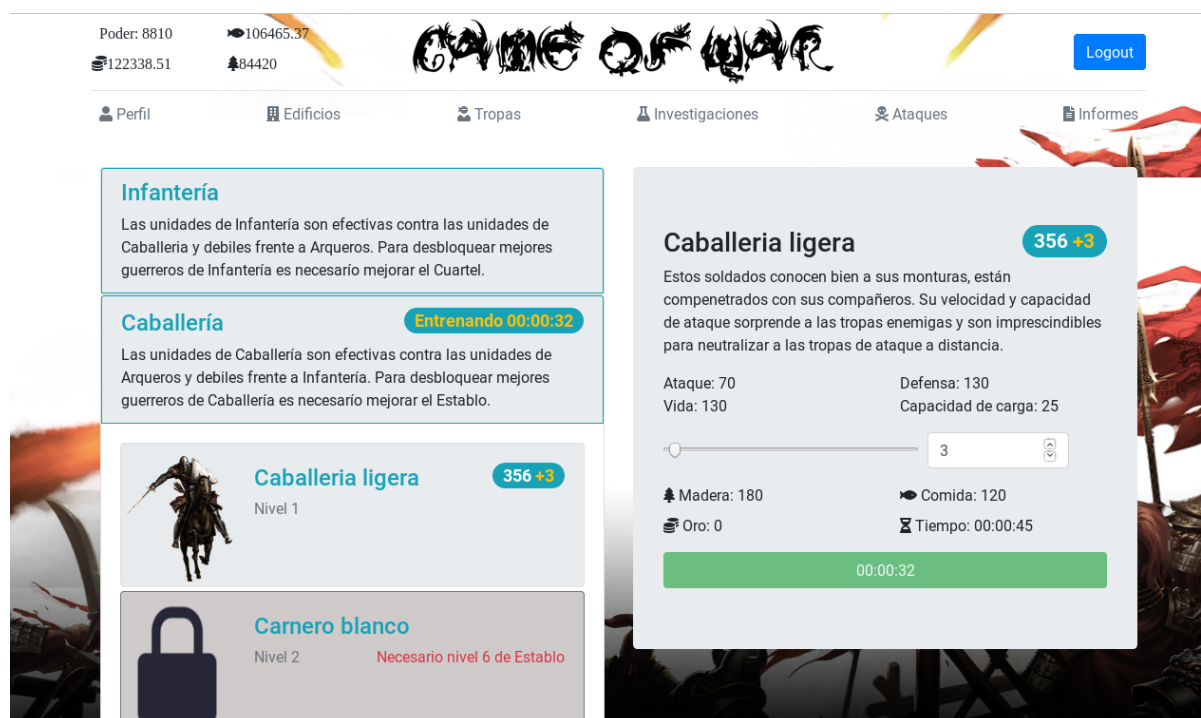 Poder: 8810
106465.37
122338.51
84420
GAME OF WAR
Logout
Perfil
Edificios
Tropas
Investigaciones
Ataques
Informes
Infantería
Las unidades de Infantería son efectivas contra las unidades de
Caballeria y debiles frente a Arqueros. Para desbloquear mejores
guerreros de Infantería es necesarío mejorar el Cuartel.
Caballería
Entrenando 00:00:32
Las unidades de Caballería son efectivas contra las unidades de
Arqueros y debiles frente a Infantería. Para desbloquear mejores
guerreros de Caballería es necesarío mejorar el Establo.
Caballeria ligera
356 +3
Nivel 1
Carnero blanco
Nivel 2
Necesario nivel 6 de Establo
Caballeria ligera
356 +3
Estos soldados conocen bien a sus monturas, están
compenetrados con sus compañeros. Su velocidad y capacidad
de ataque sorprende a las tropas enemigas y son imprescindibles
para neutralizar a las tropas de ataque a distancia.
Ataque: 70
Defensa: 130
Vida: 130
Capacidad de carga: 25
3
Madera: 180
Comida: 120
Oro: 0
Tiempo: 00:00:45
00:00:32